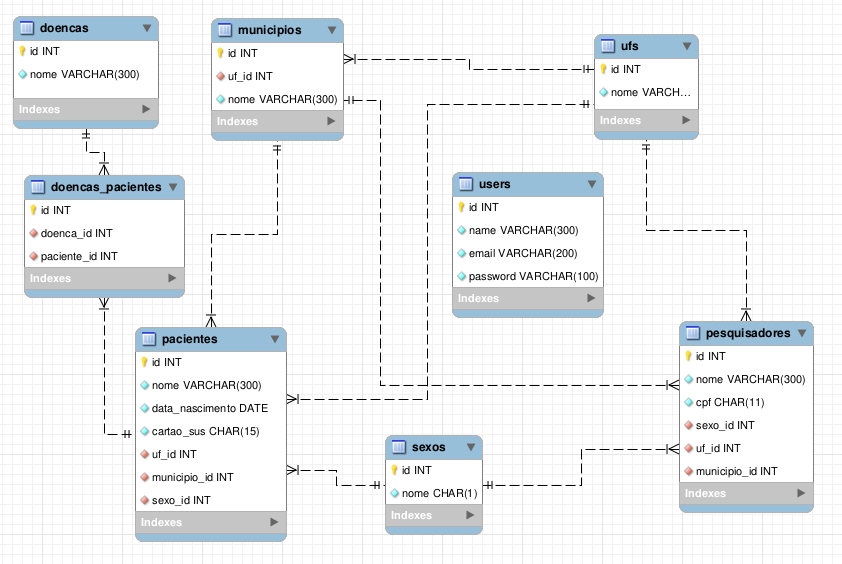 doencas
id INT
nome VARCHAR(300)
Indexes
municipios
id INT
uf_id INT
nome VARCHAR(300)
Indexes
ufs
id INT
nome VARCH...
Indexes
doencas_pacientes
id INT
doenca_id INT
paciente_id INT
Indexes
users
id INT
name VARCHAR(300)
email VARCHAR(200)
password VARCHAR(100)
Indexes
pacientes
id INT
nome VARCHAR(300)
data_nascimento DATE
cartao_sus CHAR(15)
uf_id INT
municipio_id INT
sexo_id INT
Indexes
sexos
id INT
nome CHAR(1)
Indexes
pesquisadores
id INT
nome VARCHAR(300)
cpf CHAR(11)
sexo_id INT
uf_id INT
municipio_id INT
Indexes